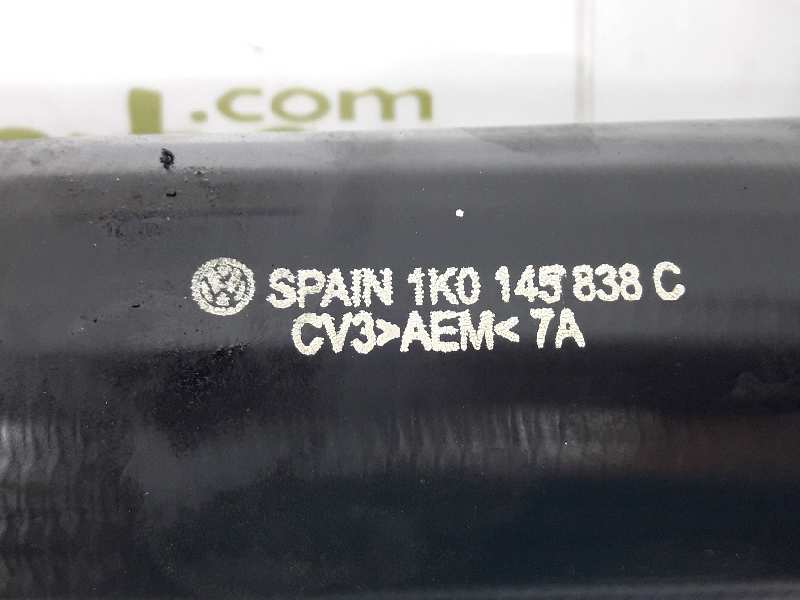 .com
SPAIN 1K0 145 838 C
CV3>AEM< 7A